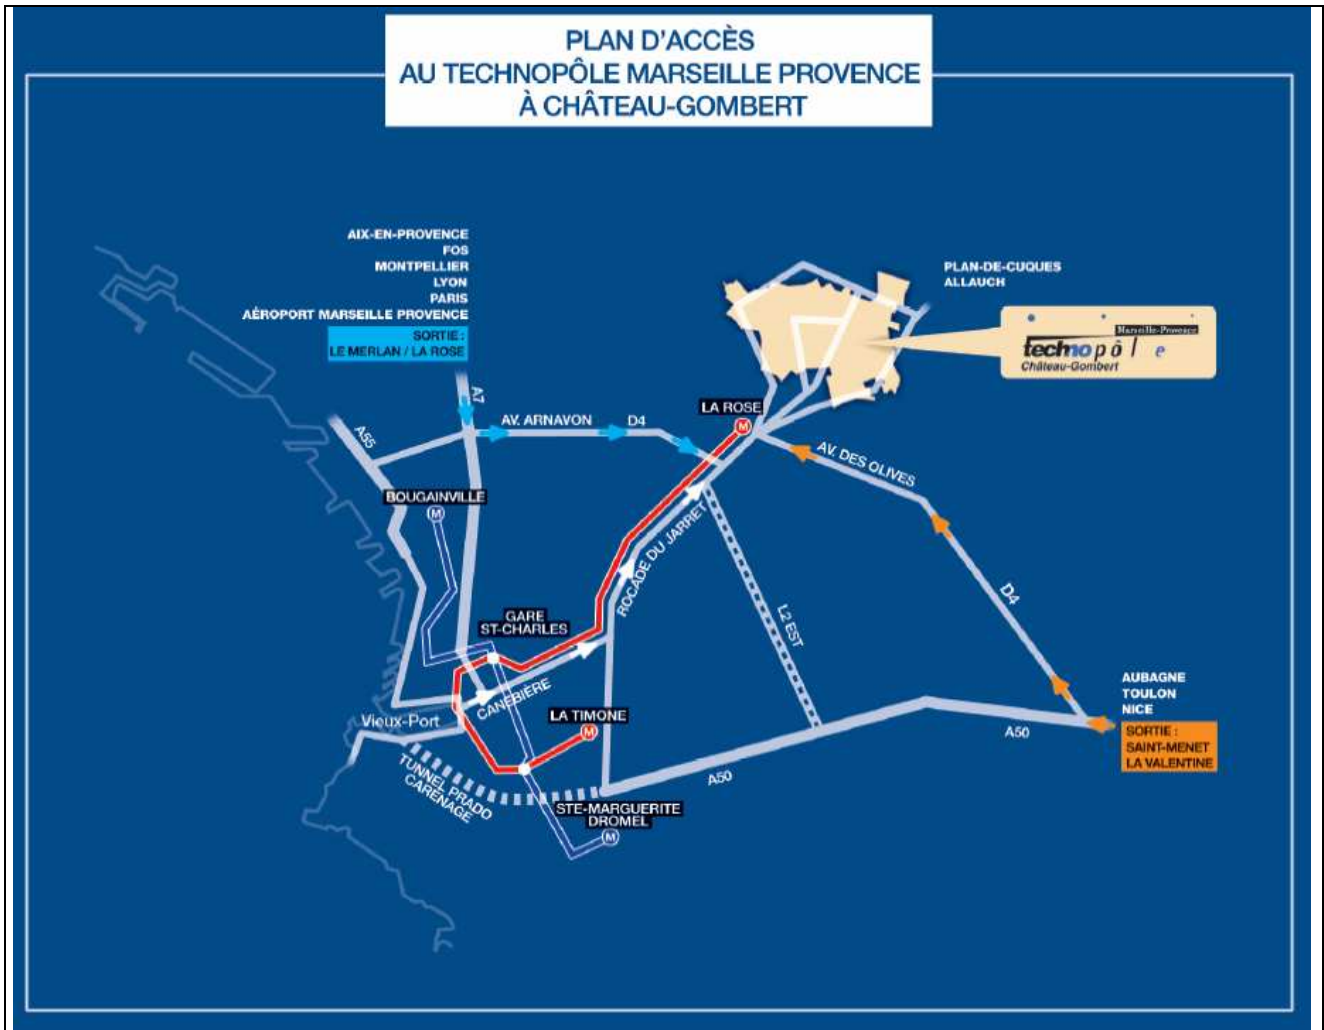 PLAN D'ACCÈS
AU TECHNOPÔLE MARSEILLE PROVENCE
À CHÂTEAU-GOMBERT
AIX-EN-PROVENCE
FOS
MONTPELLIER
LYON
PARIS
AÉROPORT MARSEILLE PROVENCE
SORTIE :
LE MERLAN / LA ROSE
PLAN-DE-CUQUES
ALLAUCH
Marseille-Provence
technopôle
Château-Gombert
A7
AV. ARNAVON
D4
LA ROSE
M
A55
AV. DES OLIVES
BOUGAINVILLE
M
ROCADE DU JARRET
D4
L2 EST
GARE
ST-CHARLES
CANEBIÈRE
Vieux-Port
LA TIMONE
M
AUBAGNE
TOULON
NICE
SORTIE :
SAINT-MENET
LA VALENTINE
A50
A50
TUNNEL PRADO
CARÉNAGE
STE-MARGUERITE
DROMEL
M